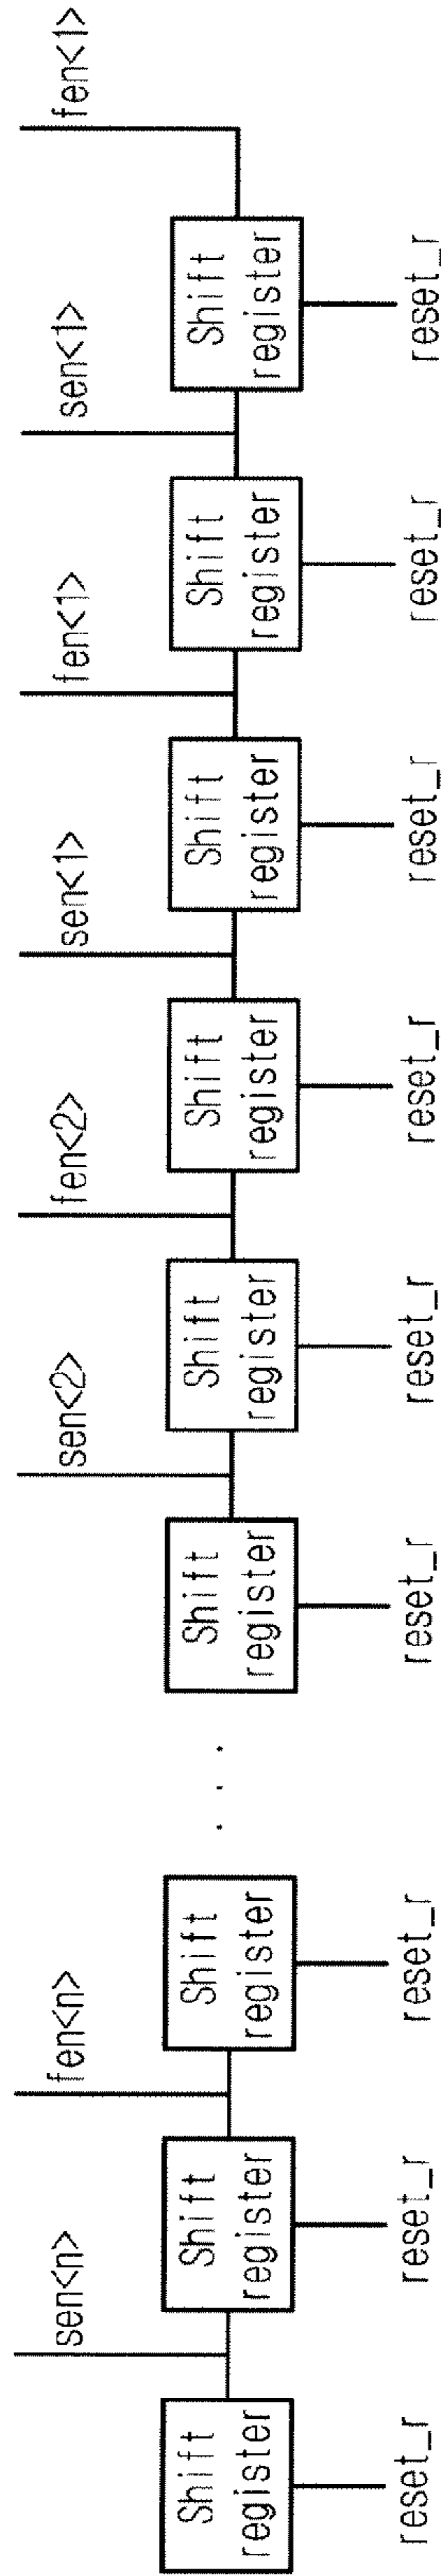 sen<n>
fen<n>
sen<2>
fen<2>
sen<1>
fen<1>
sen<1>
fen<1>
Shift
register
Shift
register
Shift
register
. . .
Shift
register
Shift
register
Shift
register
Shift
register
Shift
register
Shift
register
reset_r
reset_r
reset_r
reset_r
reset_r
reset_r
reset_r
reset_r
reset_r